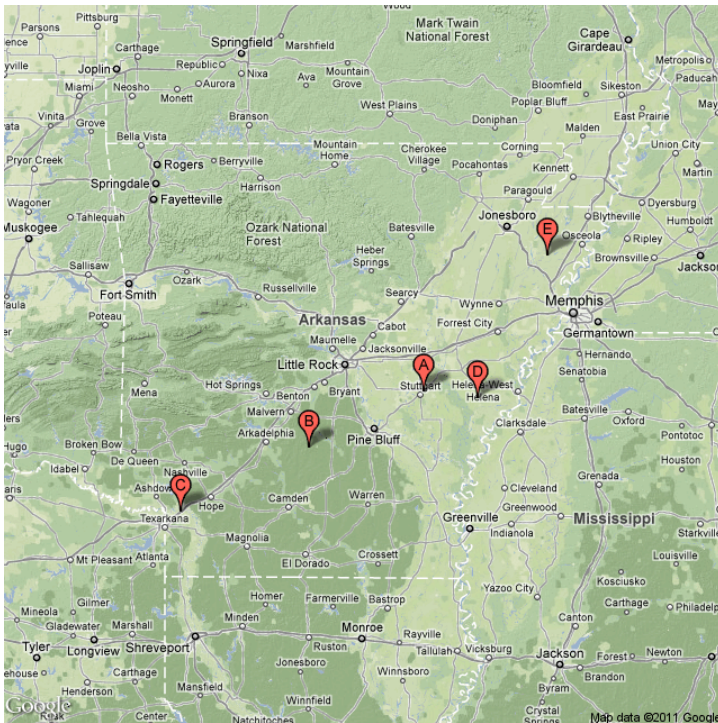 Wood
Pittsburg
Parsons
Mark Twain
National Forest
Cape
Girardeau
Carthage
Springfield
Marshfield
Metropolis
Joplin
Republic
Nixa
Mountain
Grove
Paducah
Neosho
Aurora
Ava
Bloomfield
Sikeston
Miami
Monett
West Plains
Poplar Bluff
East Prairie
Vinita
Grove
Branson
Doniphan
Malden
Bella Vista
Mountain
Home
Cherokee
Village
Corning
Union City
Pryor Creek
Rogers
Berryville
Pocahontas
Kennett
Martin
Springdale
Harrison
Paragould
Wagoner
Fayetteville
Jonesboro
Blytheville
Dyersburg
Tahlequah
Ozark National
Forest
Batesville
E
Osceola
Humboldt
Muskogee
Ripley
Heber
Springs
Brownsville
Sallisaw
Jackson
Fort Smith
Ozark
Russellville
Searcy
Wynne
Memphis
Poteau
Arkansas
Cabot
Forrest City
Germantown
Maumelle
Jacksonville
Hernando
Little Rock
A
D
Senatobia
Mena
Hot Springs
Benton
Bryant
Stuttgart
Helena-West
Helena
Malvern
B
Batesville
Oxford
Arkadelphia
Pine Bluff
Clarksdale
Pontotoc
Hugo
Broken Bow
De Queen
Houston
Idabel
Nashville
Grenada
C
Ashdown
Hope
Camden
Warren
Cleveland
Greenwood
Texarkana
Greenville
Indianola
Mississippi
Starkville
Magnolia
Mt Pleasant
Atlanta
El Dorado
Crossett
Louisville
Kosciusko
Yazoo City
Gilmer
Homer
Farmerville
Bastrop
Carthage
Philadelphia
Mineola
Gladewater
Marshall
Minden
Canton
Tyler
Longview
Shreveport
Ruston
Monroe
Rayville
Tallulah
Vicksburg
Jackson
Forest
Newton
Carthage
Jonesboro
Brandon
Henderson
Mansfield
Winnsboro
Byram
Winnfield
Crystal
Springs
Google
Rusk
Center
Natchitoches
Map data ©2011 Google